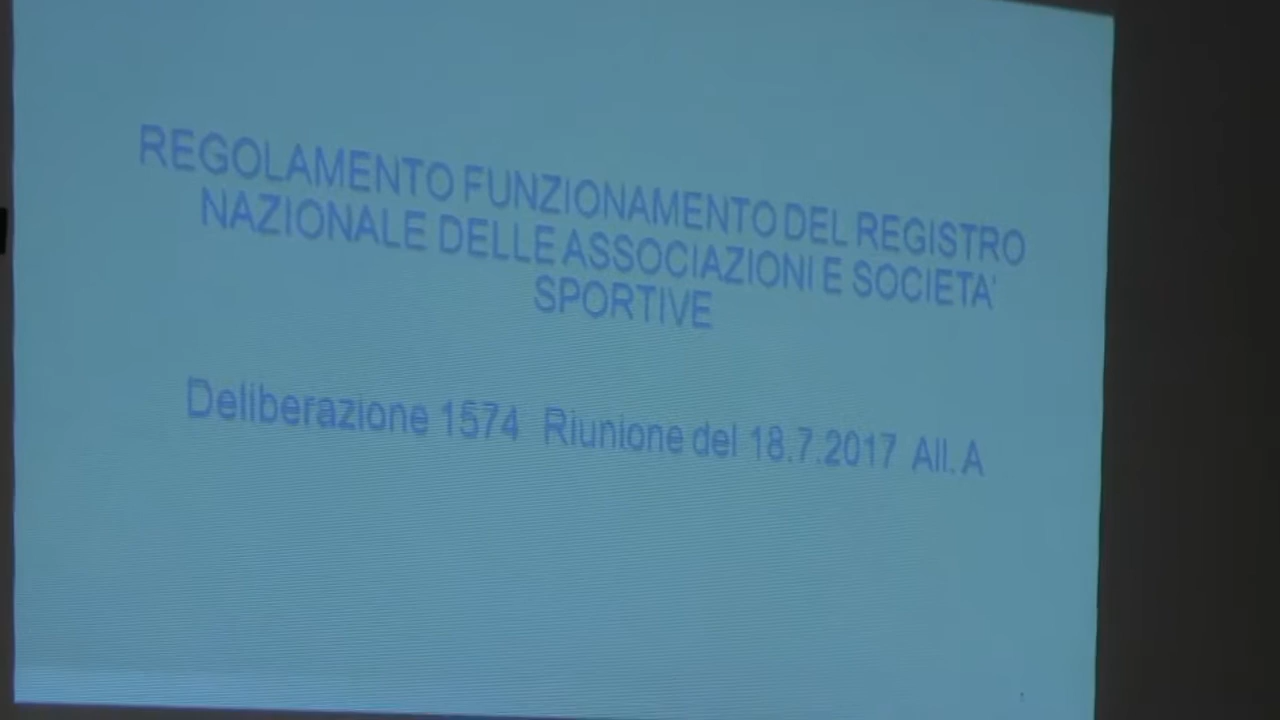 REGOLAMENTO FUNZIONAMENTO DEL REGISTRO
NAZIONALE DELLE ASSOCIAZIONI E SOCIETA'
SPORTIVE
Deliberazione 1574 Riunione del 18.7.2017 All. A